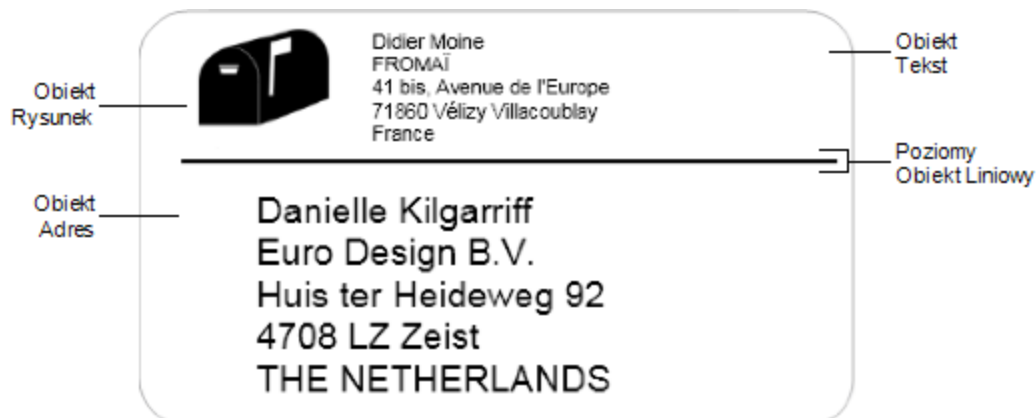 Didier Moine
FROMAÏ
41 bis, Avenue de l'Europe
71860 Vélizy Villacoublay
France
Obiekt
Tekst
Obiekt
Rysunek
Poziomy
Obiekt Liniowy
Obiekt
Adres
Danielle Kilgarriff
Euro Design B.V.
Huis ter Heideweg 92
4708 LZ Zeist
THE NETHERLANDS